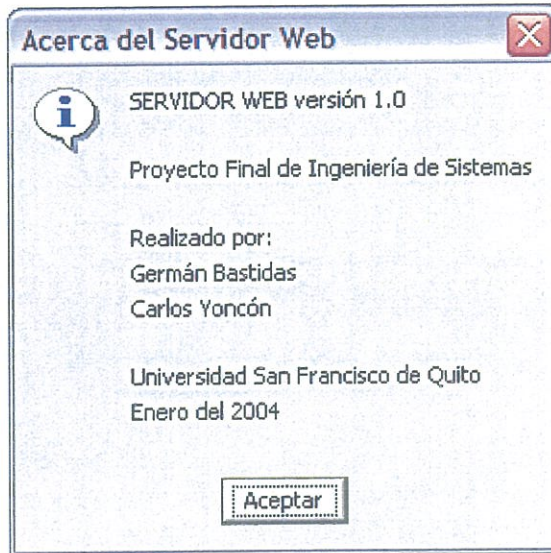 Acerca del Servidor Web
SERVIDOR WEB versión 1.0
Proyecto Final de Ingeniería de Sistemas
Realizado por:
Germán Bastidas
Carlos Yoncón
Universidad San Francisco de Quito
Enero del 2004
Aceptar